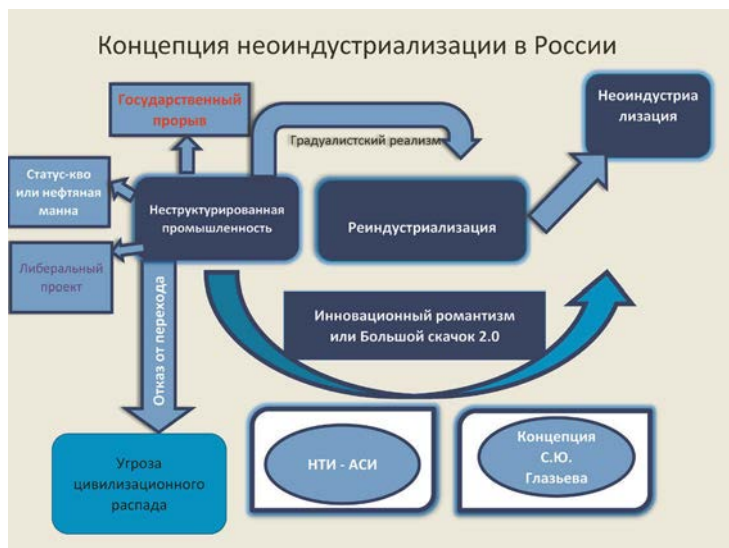 Концепция неоиндустриализации в России
Государственный
прорыв
Неоиндустриа
лизация
Градуалистский реализм
Статус-кво
или нефтяная
манна
Неструктурированная
промышленность
Реиндустриализация
Либеральный
проект
Отказ от перехода
Инновационный романтизм
или Большой скачок 2.0
Угроза
цивилизационного
распада
НТИ - АСИ
Концепция
С.Ю.
Глазьева